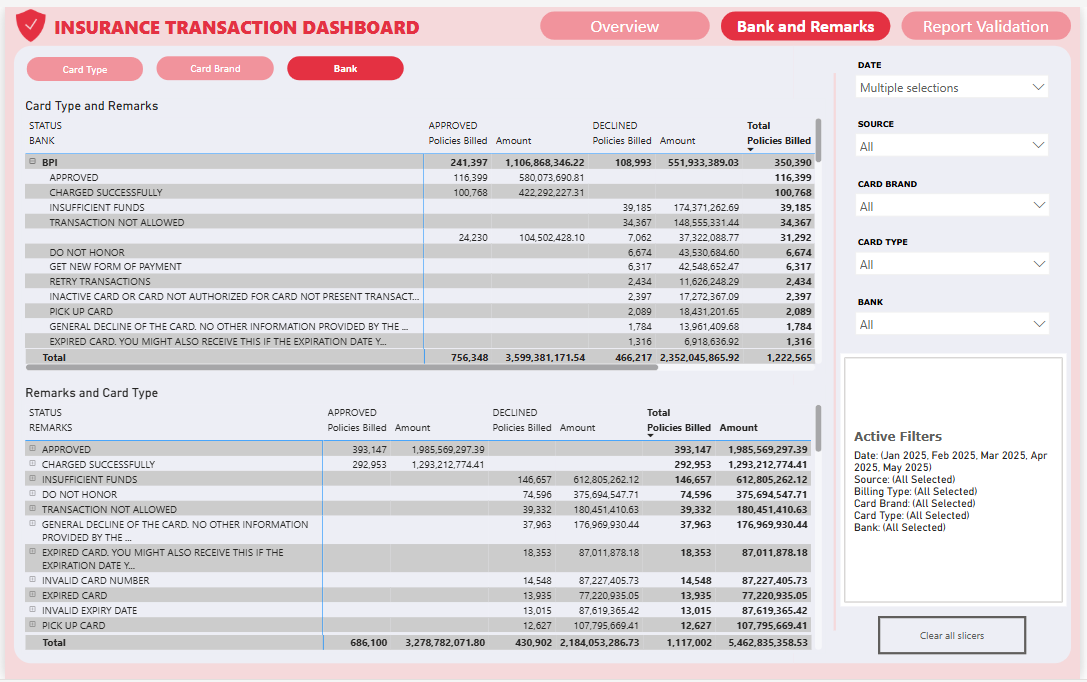 INSURANCE TRANSACTION DASHBOARD
Overview
Bank and Remarks
Report Validation
Card Type
Card Brand
Bank
Card Type and Remarks
STATUS APPROVED DECLINED Total
BANK Policies Billed Amount Policies Billed Amount Policies Billed
BPI 241,397 1,106,868,346.22 108,993 551,933,389.03 350,390
APPROVED 116,399 580,073,690.81 116,399
CHARGED SUCCESSFULLY 100,768 422,292,227.31 100,768
INSUFFICIENT FUNDS 39,185 174,371,262.69 39,185
TRANSACTION NOT ALLOWED 34,367 148,555,331.44 34,367
24,230 104,502,428.10 7,062 37,322,088.77 31,292
DO NOT HONOR 6,674 43,530,684.60 6,674
GET NEW FORM OF PAYMENT 6,317 42,548,652.47 6,317
RETRY TRANSACTIONS 2,434 11,626,248.29 2,434
INACTIVE CARD OR CARD NOT AUTHORIZED FOR CARD NOT PRESENT TRANSACT... 2,397 17,272,367.09 2,397
PICK UP CARD 2,089 18,431,201.65 2,089
GENERAL DECLINE OF THE CARD. NO OTHER INFORMATION PROVIDED BY THE ... 1,784 13,961,409.68 1,784
EXPIRED CARD. YOU MIGHT ALSO RECEIVE THIS IF THE EXPIRATION DATE Y... 1,316 6,918,636.92 1,316
Total 756,348 3,599,381,171.54 466,217 2,352,045,865.92 1,222,565
Remarks and Card Type
STATUS APPROVED DECLINED Total
REMARKS Policies Billed Amount Policies Billed Amount Policies Billed Amount
APPROVED 393,147 1,985,569,297.39 393,147 1,985,569,297.39
CHARGED SUCCESSFULLY 292,953 1,293,212,774.41 292,953 1,293,212,774.41
INSUFFICIENT FUNDS 146,657 612,805,262.12 146,657 612,805,262.12
DO NOT HONOR 74,596 375,694,547.71 74,596 375,694,547.71
TRANSACTION NOT ALLOWED 39,332 180,451,410.63 39,332 180,451,410.63
GENERAL DECLINE OF THE CARD. NO OTHER INFORMATION 37,963 176,969,930.44 37,963 176,969,930.44
PROVIDED BY THE ...
EXPIRED CARD. YOU MIGHT ALSO RECEIVE THIS IF THE 18,353 87,011,878.18 18,353 87,011,878.18
EXPIRATION DATE Y...
INVALID CARD NUMBER 14,548 87,227,405.73 14,548 87,227,405.73
EXPIRED CARD 13,935 77,220,935.05 13,935 77,220,935.05
INVALID EXPIRY DATE 13,015 87,619,365.42 13,015 87,619,365.42
PICK UP CARD 12,627 107,795,669.41 12,627 107,795,669.41
Total 686,100 3,278,782,071.80 430,902 2,184,053,286.73 1,117,002 5,462,835,358.53
DATE
Multiple selections
SOURCE
All
CARD BRAND
All
CARD TYPE
All
BANK
All
Active Filters
Date: (Jan 2025, Feb 2025, Mar 2025, Apr
2025, May 2025)
Source: (All Selected)
Billing Type: (All Selected)
Card Brand: (All Selected)
Card Type: (All Selected)
Bank: (All Selected)
Clear all slicers